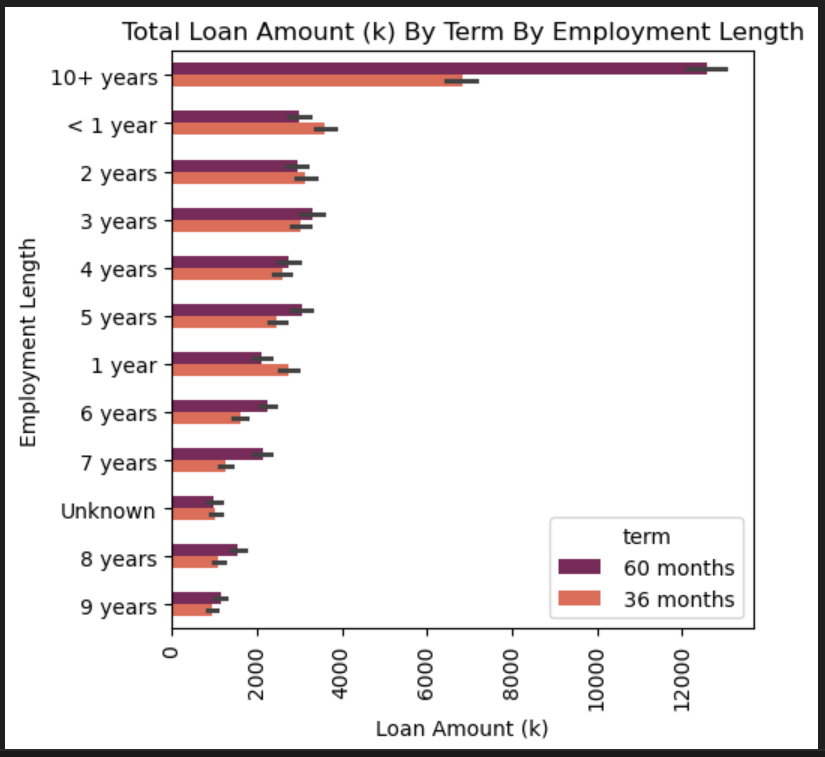 Total Loan Amount (k) By Term By Employment Length
10+ years
< 1 year
2 years
3 years
4 years
5 years
1 year
6 years
7 years
Unknown
8 years
9 years
Employment Length
term
60 months
36 months
0
2000
4000
6000
8000
10000
12000
Loan Amount (k)